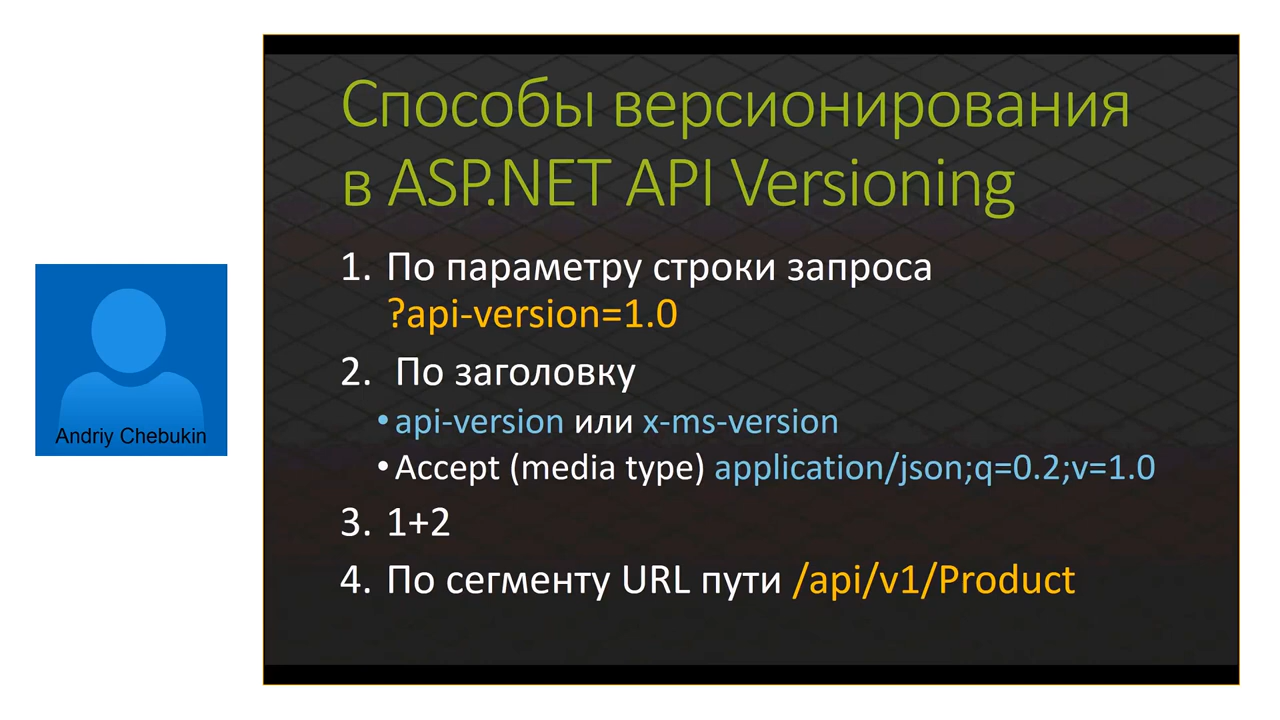 Способы версионирования
в ASP.NET API Versioning
1. По параметру строки запроса
?api-version=1.0
2. По заголовку
•api-version или x-ms-version
•Accept (media type) application/json;q=0.2;v=1.0
3. 1+2
4. По сегменту URL пути /api/v1/Product
Andriy Chebukin